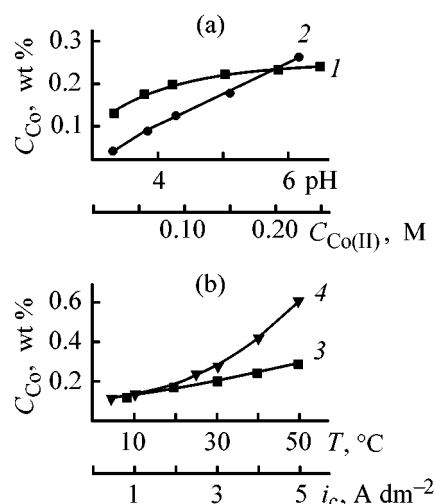 (a)
0.3
0.2
0.1
C_Co, wt %
2
1
4
6 pH
0.10
0.20 C_Co(II), M
(b)
0.6
0.4
0.2
C_Co, wt %
4
3
10
30
50
T, °C
1
3
5
i_c, A dm⁻²